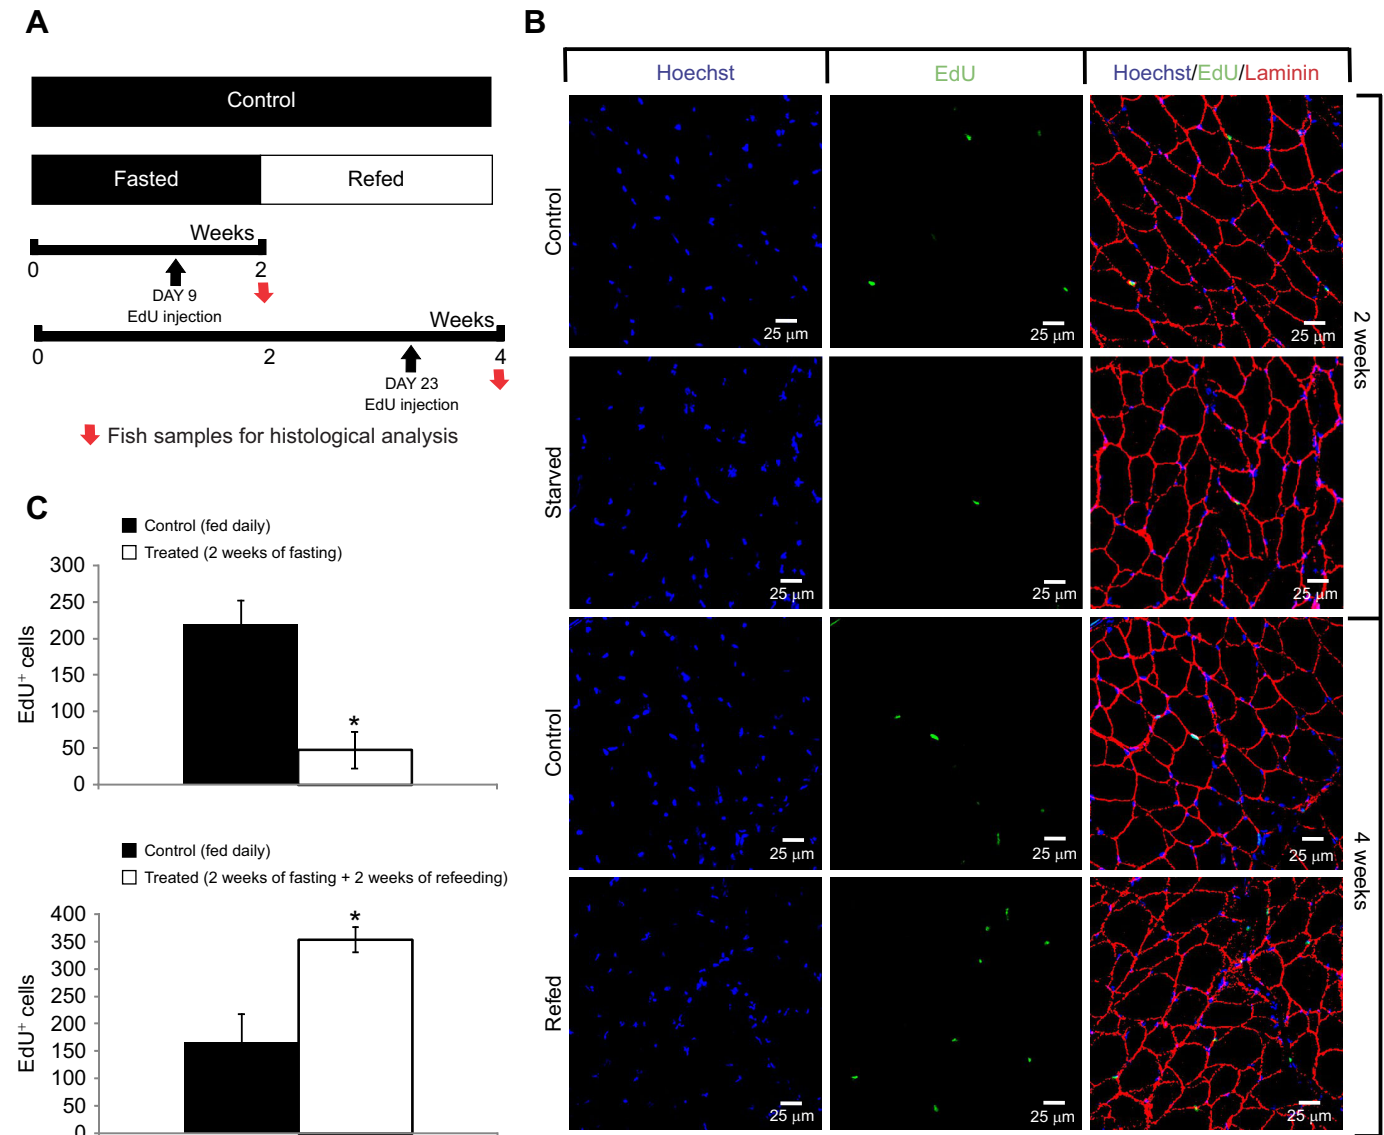 A
Control
Fasted
Refed
Weeks
0
2
DAY 9
EdU injection
Weeks
0
2
4
DAY 23
EdU injection
Fish samples for histological analysis
B
Hoechst
EdU
Hoechst/EdU/Laminin
Control
25 μm
25 μm
25 μm
2 weeks
Starved
25 μm
25 μm
25 μm
Control
25 μm
25 μm
25 μm
4 weeks
Refed
25 μm
25 μm
25 μm
C
Control (fed daily)
Treated (2 weeks of fasting)
EdU⁺ cells
300
250
200
150
100
50
0
*
Control (fed daily)
Treated (2 weeks of fasting + 2 weeks of refeeding)
EdU⁺ cells
400
350
300
250
200
150
100
50
0
*